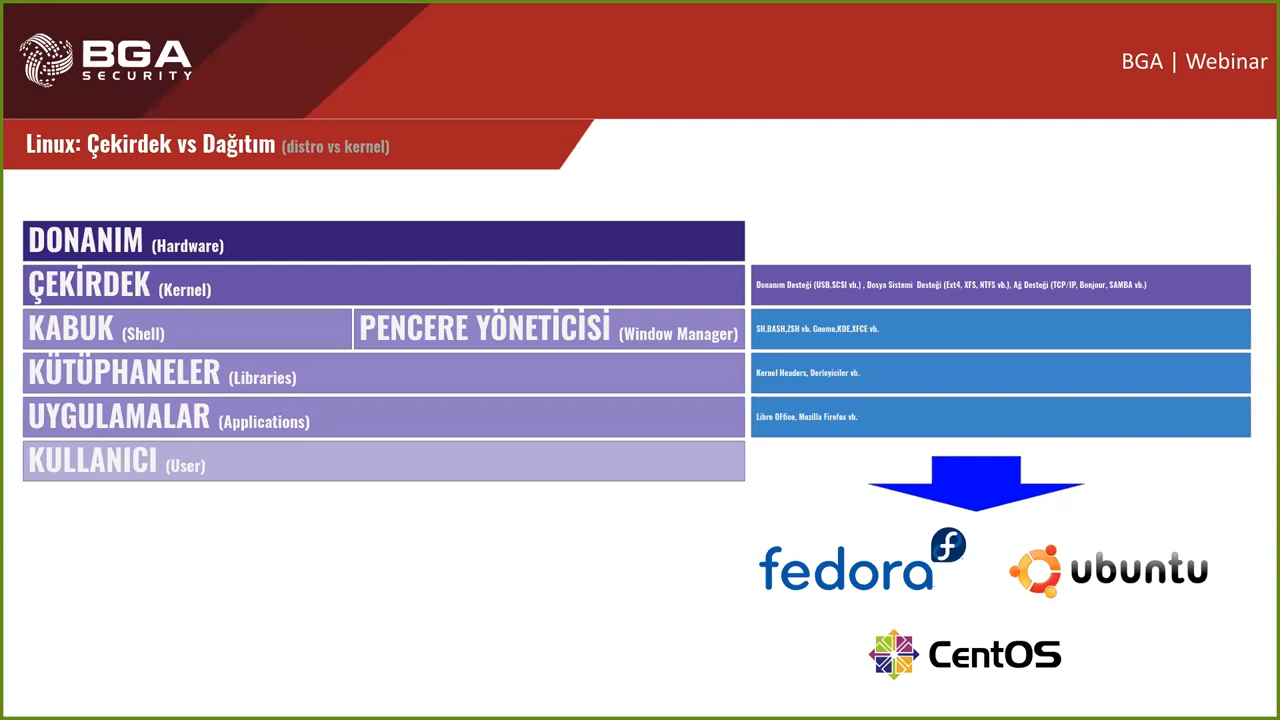 BGA
SECURITY
BGA | Webinar
Linux: Çekirdek vs Dağıtım (distro vs kernel)
DONANIM (Hardware)
ÇEKİRDEK (Kernel)
Donanım Desteği (USB,SCSI vb.) , Dosya Sistemi Desteği (Ext4, XFS, NTFS vb.), Ağ Desteği (TCP/IP, Bonjour, SAMBA vb.)
KABUK (Shell)
PENCERE YÖNETİCİSİ (Window Manager)
SH,BASH,ZSH vb. Gnome,KDE,XFCE vb.
KÜTÜPHANELER (Libraries)
Kernel Headers, Derleyiciler vb.
UYGULAMALAR (Applications)
Libre OFfice, Mozilla Firefox vb.
KULLANICI (User)
fedora
ubuntu
CentOS